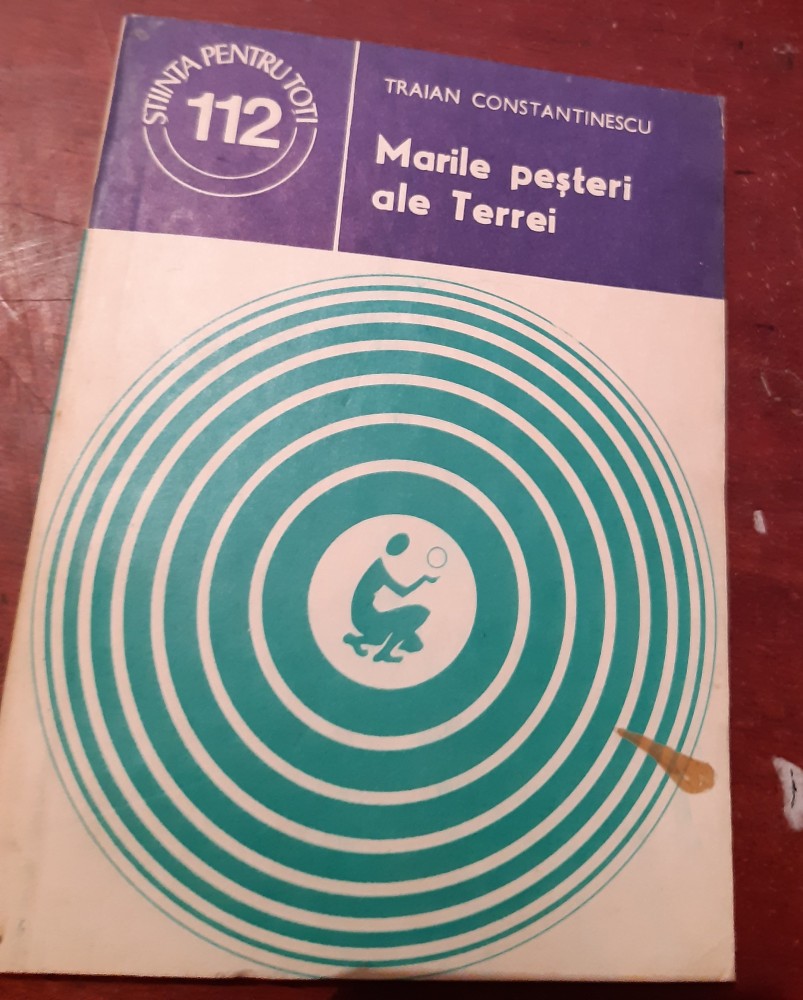 ȘTIINȚA PENTRU TOȚI
112
TRAIAN CONSTANTINESCU
Marile peșteri
ale Terrei